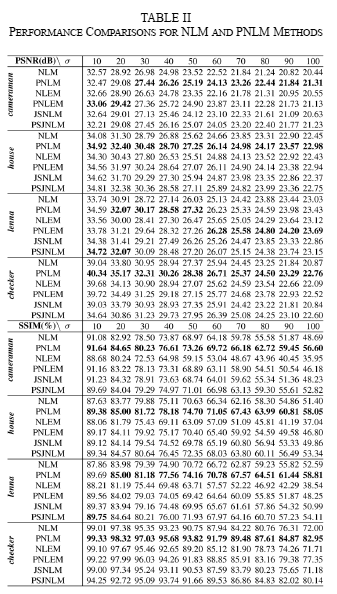 TABLE II
PERFORMANCE COMPARISONS FOR NLM AND PNLM METHODS
PSNR(dB)\ σ 10 20 30 40 50 60 70 80 90 100
cameraman
NLM 32.57 28.92 26.98 24.98 23.52 22.52 21.84 21.24 20.82 20.44
PNLM 32.47 29.08 27.44 26.26 25.19 24.13 23.26 22.44 21.84 21.31
NLEM 32.66 28.90 26.63 24.78 23.35 22.16 21.78 21.31 20.95 20.55
PNLEM 33.06 29.42 27.36 25.72 24.90 23.87 23.11 22.28 21.73 21.13
JSNLM 32.64 29.01 27.13 25.46 24.12 23.10 22.33 21.61 21.09 20.63
PSJNLM 32.21 29.08 27.45 26.16 25.07 24.05 23.20 22.40 21.77 21.23
house
NLM 34.08 31.30 28.79 26.88 25.62 24.66 23.85 23.31 22.90 22.45
PNLM 34.92 32.40 30.48 28.70 27.25 26.14 24.98 24.17 23.57 22.98
NLEM 34.30 30.43 27.80 26.53 25.51 24.88 24.13 23.52 22.92 22.43
PNLEM 34.56 31.97 30.24 28.64 27.07 26.11 24.90 24.14 23.38 22.94
JSNLM 34.62 31.70 29.29 27.30 25.94 24.87 23.98 23.35 22.86 22.37
PSJNLM 34.81 32.38 30.36 28.58 27.11 25.89 24.82 23.99 23.36 22.75
lenna
NLM 33.74 30.91 28.72 27.14 26.03 25.13 24.42 23.88 23.44 23.03
PNLM 34.59 32.07 30.17 28.58 27.32 26.23 25.33 24.59 23.98 23.43
NLEM 33.56 30.00 28.41 27.30 26.47 25.65 25.05 24.29 23.64 23.12
PNLEM 33.78 31.21 29.64 28.32 27.26 26.28 25.58 24.80 24.20 23.69
JSNLM 34.38 31.41 29.21 27.49 26.26 25.26 24.47 23.85 23.33 22.86
PSJNLM 34.72 32.07 30.09 28.48 27.20 26.07 25.15 24.38 23.74 23.15
checker
NLM 39.04 33.80 30.95 28.94 27.37 25.94 24.45 23.25 21.84 20.87
PNLM 40.34 35.17 32.31 30.26 28.38 26.71 25.37 24.50 23.29 22.76
NLEM 39.68 34.13 30.90 28.94 27.07 25.62 24.59 23.54 22.66 22.09
PNLEM 39.72 34.49 31.25 29.18 27.15 25.77 24.68 23.78 22.93 22.52
JSNLM 39.03 33.79 30.93 28.93 27.35 25.91 24.42 23.22 21.81 20.84
PSJNLM 34.64 30.86 31.23 29.73 27.95 26.39 25.08 24.25 23.10 22.60
SSIM(%)\ σ 10 20 30 40 50 60 70 80 90 100
cameraman
NLM 91.08 82.92 78.50 73.87 68.97 64.18 59.78 55.58 51.87 48.69
PNLM 91.64 84.65 80.23 76.61 73.26 69.72 66.18 62.72 59.45 56.60
NLEM 88.68 80.24 72.53 64.98 59.15 53.04 48.67 43.96 40.45 35.95
PNLEM 91.16 83.22 78.13 73.31 68.89 63.11 58.90 54.51 50.54 46.18
JSNLM 91.23 84.32 78.91 73.63 68.74 64.01 59.62 55.34 51.36 48.23
PSJNLM 89.69 84.04 79.29 74.97 71.01 66.98 63.13 59.30 55.61 52.82
house
NLM 87.63 83.77 79.88 75.11 70.63 66.34 62.16 58.30 54.86 51.40
PNLM 89.38 85.00 81.72 78.18 74.70 71.05 67.43 63.99 60.81 58.05
NLEM 88.06 81.79 75.43 69.11 63.09 57.09 51.09 45.81 41.19 37.04
PNLEM 89.17 84.11 79.92 75.17 70.40 65.40 59.92 54.50 49.58 46.80
JSNLM 89.12 84.14 79.54 74.52 69.78 65.19 60.80 56.94 53.33 49.86
PSJNLM 89.34 84.57 80.64 76.45 72.35 68.03 63.80 60.11 56.49 53.34
lenna
NLM 87.86 83.98 79.39 74.90 70.72 66.72 62.87 59.23 55.82 52.59
PNLM 89.69 85.00 81.18 77.56 74.16 70.78 67.57 64.51 61.44 58.81
NLEM 88.21 81.19 75.44 69.48 63.71 57.57 52.22 46.92 42.29 38.54
PNLEM 89.56 84.02 79.03 74.05 69.42 64.64 60.09 55.85 51.87 48.25
JSNLM 89.37 83.94 79.16 74.48 69.95 65.67 61.61 57.86 54.32 50.99
PSJNLM 89.75 84.64 80.21 76.00 71.93 67.97 64.16 60.70 57.23 54.11
checker
NLM 99.01 97.38 95.35 93.23 90.75 87.94 84.22 80.76 76.31 72.00
PNLM 99.33 98.32 97.03 95.68 93.82 91.79 89.48 87.61 84.87 82.95
NLEM 99.10 97.67 95.46 92.65 89.20 85.12 81.90 78.73 74.26 71.71
PNLEM 99.22 97.99 96.03 94.26 91.83 88.85 85.91 83.16 79.38 77.35
JSNLM 99.00 97.34 95.24 93.11 90.53 87.59 83.79 80.23 75.65 71.18
PSJNLM 94.25 92.72 95.09 93.74 91.66 89.53 86.86 84.83 82.02 80.14